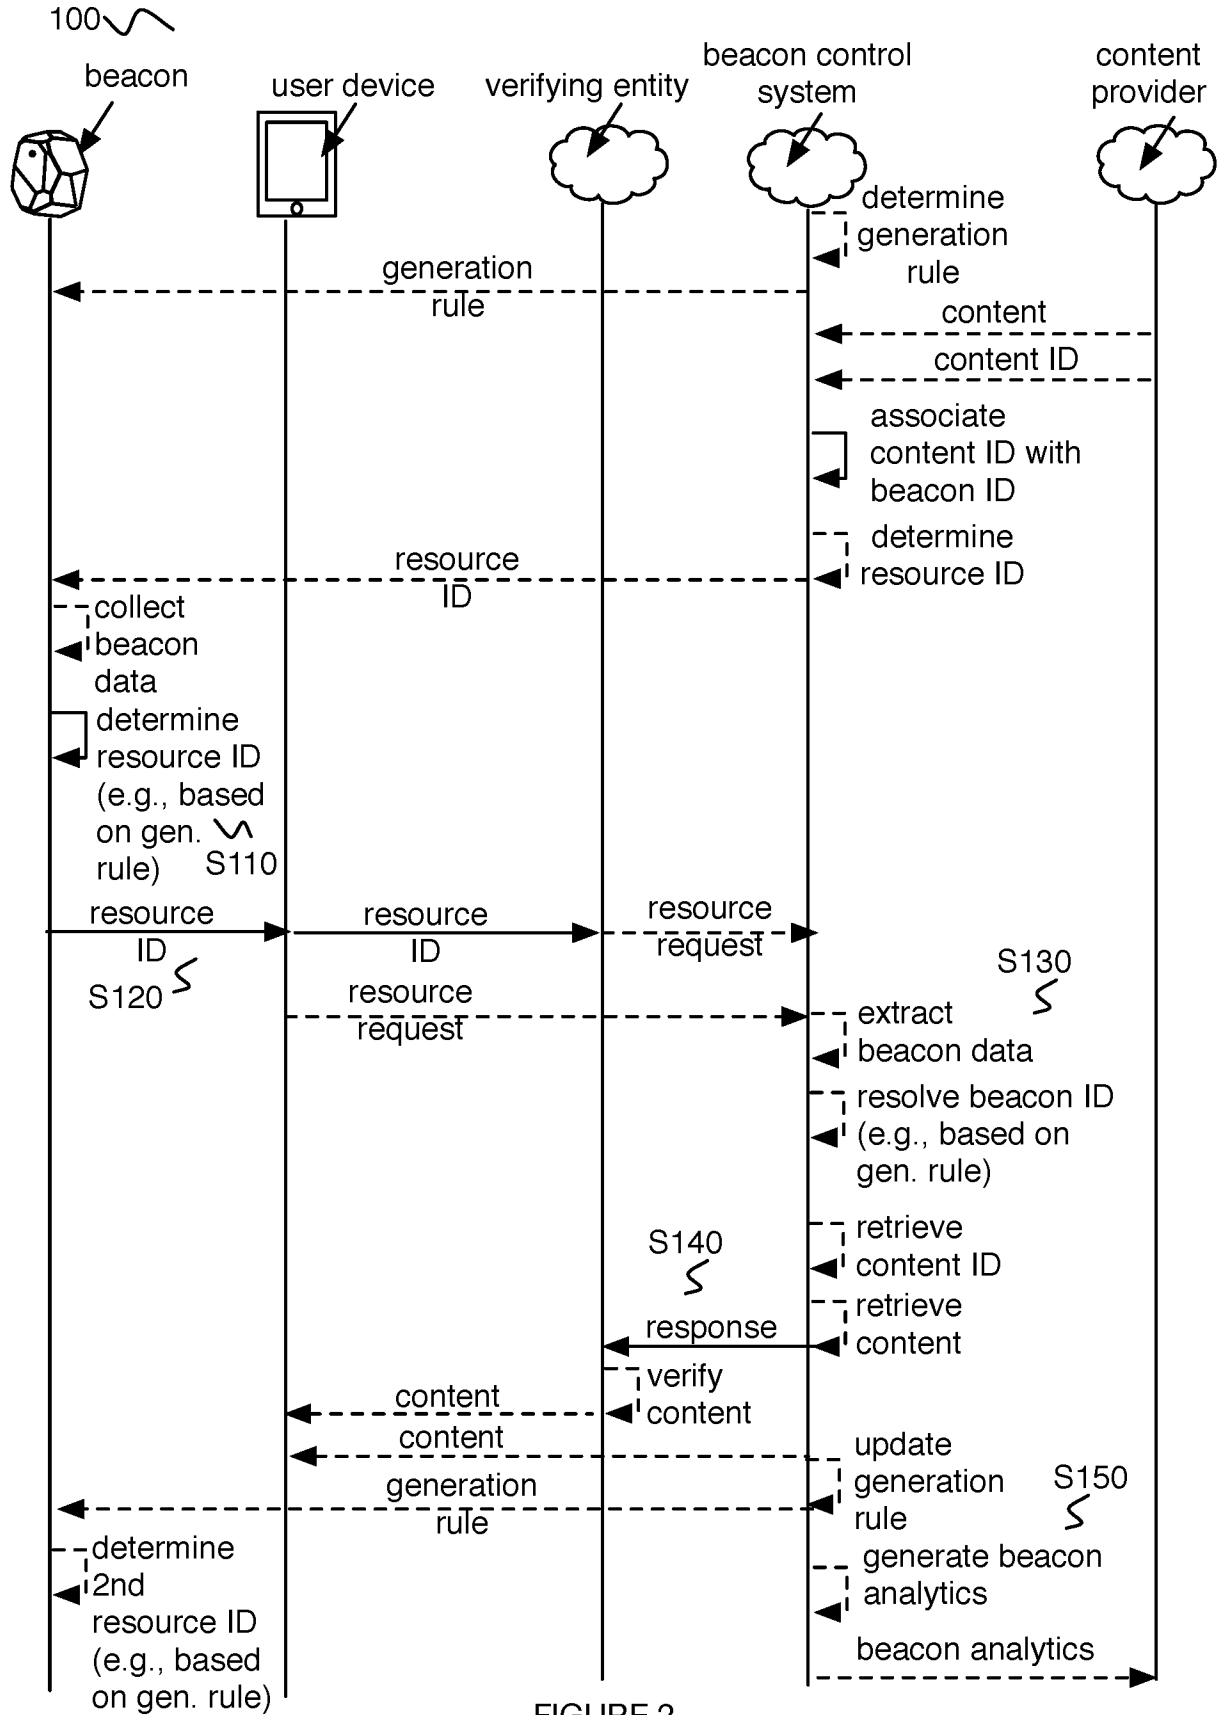 100
beacon
user device
verifying entity
beacon control
system
content
provider
determine
generation
rule
generation
rule
content
content ID
associate
content ID with
beacon ID
determine
resource ID
resource
ID
collect
beacon
data
determine
resource ID
(e.g., based
on gen.
rule)
S110
resource
ID
S120
resource
ID
resource
request
resource
request
S130
extract
beacon data
resolve beacon ID
(e.g., based on
gen. rule)
retrieve
content ID
S140
retrieve
content
response
verify
content
content
content
update
generation
rule
S150
generation
rule
determine
2nd
resource ID
(e.g., based
on gen. rule)
generate beacon
analytics
beacon analytics
FIGURE 2